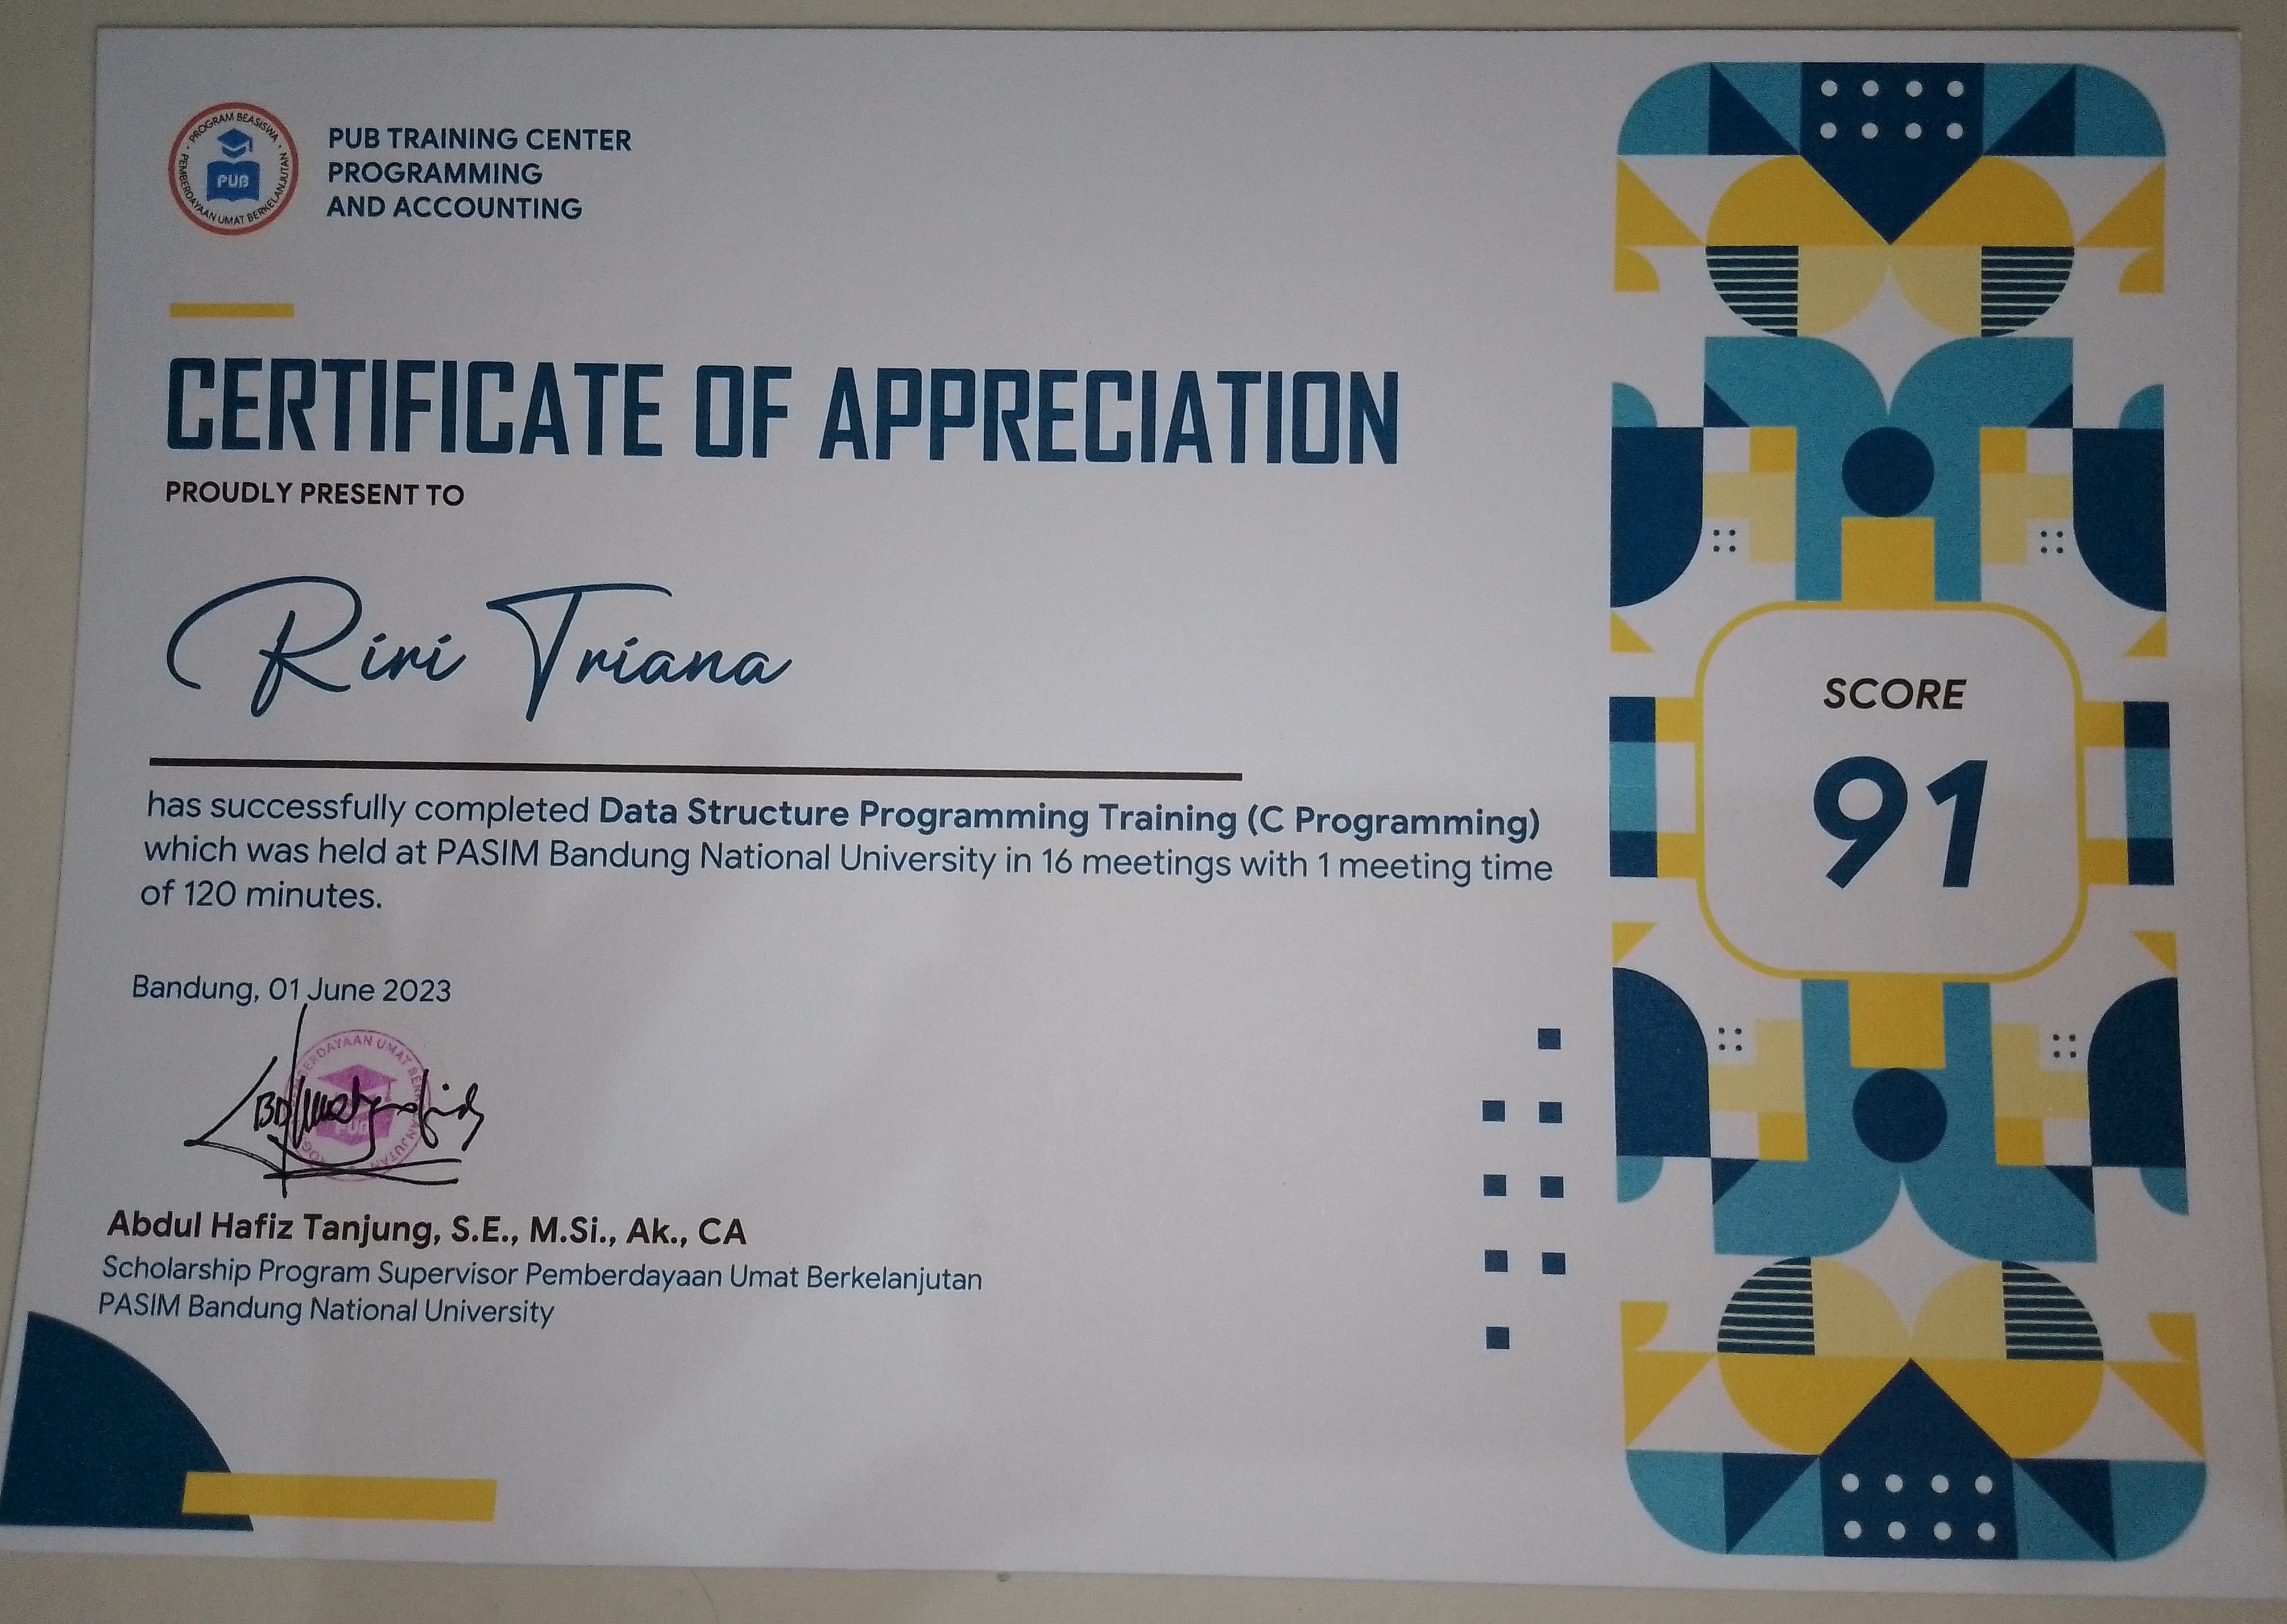 PROGRAM BEASISWA
PEMBERDAYAAN UMAT BERKELANJUTAN
PUB
PUB TRAINING CENTER
PROGRAMMING
AND ACCOUNTING
CERTIFICATE OF APPRECIATION
PROUDLY PRESENT TO
Riri Triana
has successfully completed Data Structure Programming Training (C Programming)
which was held at PASIM Bandung National University in 16 meetings with 1 meeting time
of 120 minutes.
SCORE
91
Bandung, 01 June 2023
UMAT
PUB
Abdul Hafiz Tanjung, S.E., M.Si., Ak., CA
Scholarship Program Supervisor Pemberdayaan Umat Berkelanjutan
PASIM Bandung National University